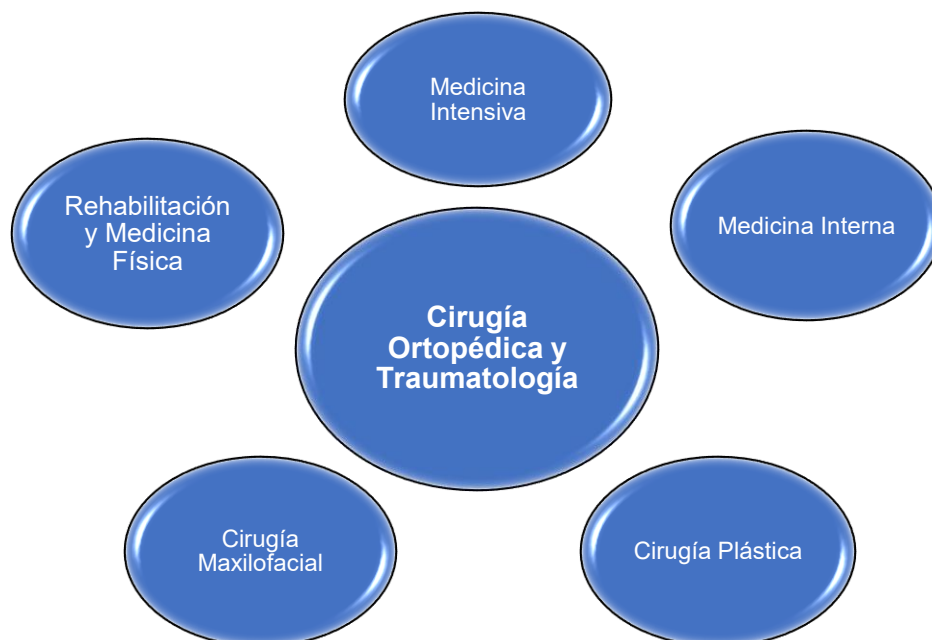 Medicina
Intensiva
Rehabilitación
y Medicina
Física
Medicina Interna
Cirugía
Ortopédica y
Traumatología
Cirugía
Maxilofacial
Cirugía Plástica